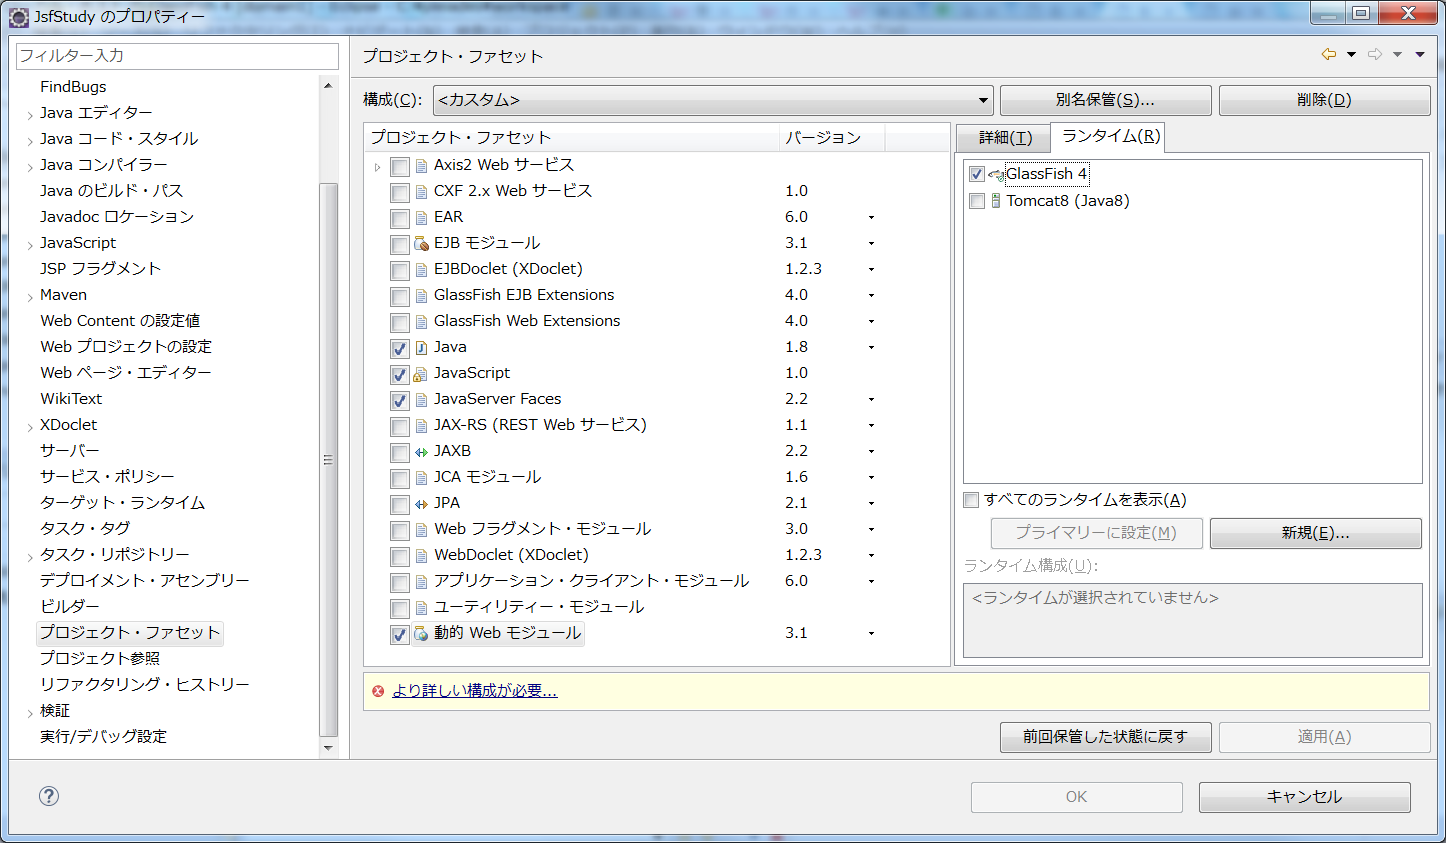 JsfStudy のプロパティー
フィルター入力
FindBugs
Java エディター
Java コード・スタイル
Java コンパイラー
Java のビルド・パス
Javadoc ロケーション
JavaScript
JSP フラグメント
Maven
Web Content の設定値
Web プロジェクトの設定
Web ページ・エディター
WikiText
XDoclet
サーバー
サービス・ポリシー
ターゲット・ランタイム
タスク・タグ
タスク・リポジトリー
デプロイメント・アセンブリー
ビルダー
プロジェクト・ファセット
プロジェクト参照
リファクタリング・ヒストリー
検証
実行/デバッグ設定
プロジェクト・ファセット
構成(C): <カスタム> 別名保管(S)... 削除(D)
プロジェクト・ファセット バージョン
Axis2 Web サービス
CXF 2.x Web サービス 1.0
EAR 6.0
EJB モジュール 3.1
EJBDoclet (XDoclet) 1.2.3
GlassFish EJB Extensions 4.0
GlassFish Web Extensions 4.0
Java 1.8
JavaScript 1.0
JavaServer Faces 2.2
JAX-RS (REST Web サービス) 1.1
JAXB 2.2
JCA モジュール 1.6
JPA 2.1
Web フラグメント・モジュール 3.0
WebDoclet (XDoclet) 1.2.3
アプリケーション・クライアント・モジュール 6.0
ユーティリティー・モジュール
動的 Web モジュール 3.1
詳細(T) ランタイム(R)
GlassFish 4
Tomcat8 (Java8)
すべてのランタイムを表示(A)
プライマリーに設定(M) 新規(E)...
ランタイム構成(U):
<ランタイムが選択されていません>
より詳しい構成が必要...
前回保管した状態に戻す 適用(A)
OK キャンセル